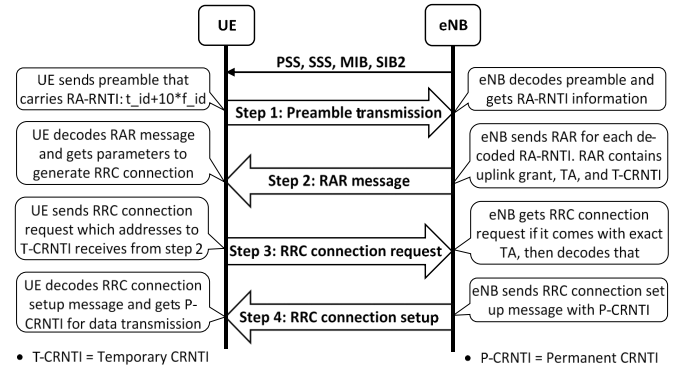 UE
eNB
PSS, SSS, MIB, SIB2
UE sends preamble that
carries RA-RNTI: t_id+10*f_id
Step 1: Preamble transmission
eNB decodes preamble and
gets RA-RNTI information
UE decodes RAR message
and gets parameters to
generate RRC connection
Step 2: RAR message
eNB sends RAR for each de-
coded RA-RNTI. RAR contains
uplink grant, TA, and T-CRNTI
UE sends RRC connection
request which addresses to
T-CRNTI receives from step 2
Step 3: RRC connection request
eNB gets RRC connection
request if it comes with exact
TA, then decodes that
UE decodes RRC connection
setup message and gets P-
CRNTI for data transmission
Step 4: RRC connection setup
eNB sends RRC connection set
up message with P-CRNTI
• T-CRNTI = Temporary CRNTI
• P-CRNTI = Permanent CRNTI